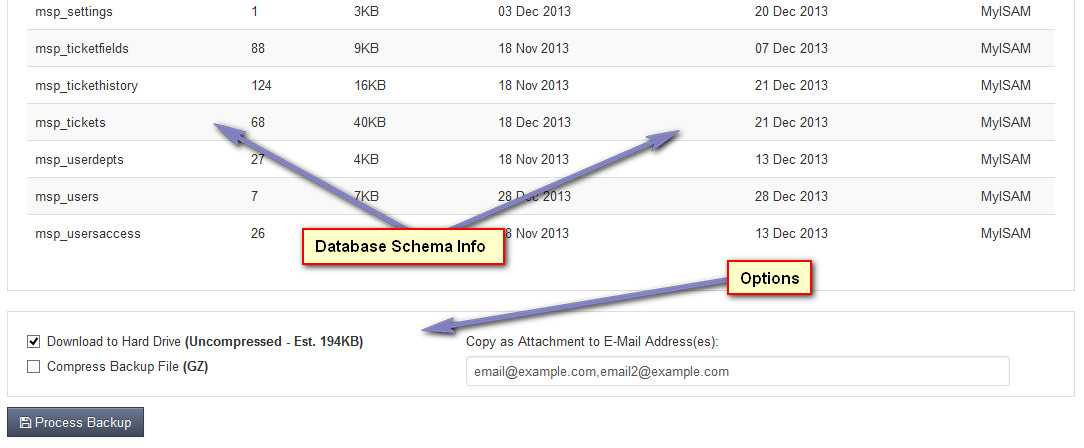 msp_settings 1 3KB 03 Dec 2013 20 Dec 2013 MyISAM
msp_ticketfields 88 9KB 18 Nov 2013 07 Dec 2013 MyISAM
msp_tickethistory 124 16KB 18 Nov 2013 21 Dec 2013 MyISAM
msp_tickets 68 40KB 18 Dec 2013 21 Dec 2013 MyISAM
msp_userdepts 27 4KB 18 Nov 2013 13 Dec 2013 MyISAM
msp_users 7 7KB 28 Dec 2013 28 Dec 2013 MyISAM
msp_usersaccess 26 Nov 2013 13 Dec 2013 MyISAM
Database Schema Info
Options
Download to Hard Drive (Uncompressed - Est. 194KB)
Compress Backup File (GZ)
Copy as Attachment to E-Mail Address(es):
email@example.com,email2@example.com
Process Backup